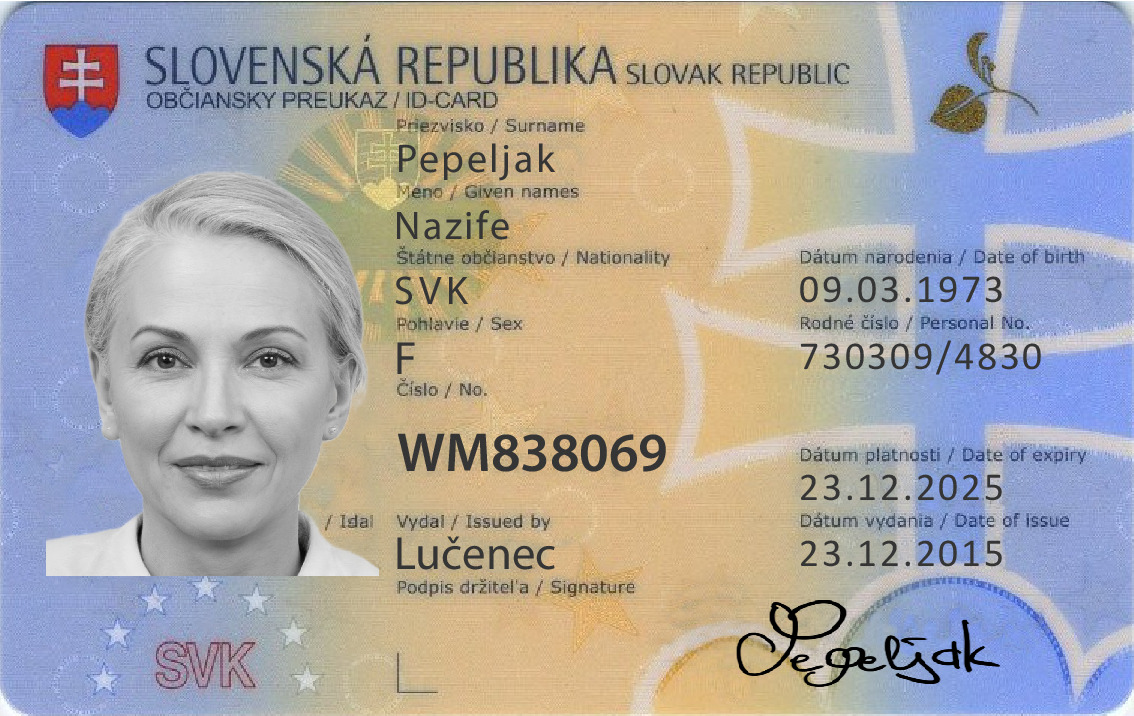 SLOVENSKÁ REPUBLIKA SLOVAK REPUBLIC
OBČIANSKY PREUKAZ / ID-CARD
Priezvisko / Surname
Pepeljak
Meno / Given names
Nazife
Štátne občianstvo / Nationality
SVK
Pohlavie / Sex
F
Číslo / No.
WM838069
Dátum narodenia / Date of birth
09.03.1973
Rodné číslo / Personal No.
730309/4830
Dátum platnosti / Date of expiry
23.12.2025
Dátum vydania / Date of issue
23.12.2015
/ Isdal Vydal / Issued by
Lučenec
Podpis držiteľa / Signature
Pepeljak
SVK